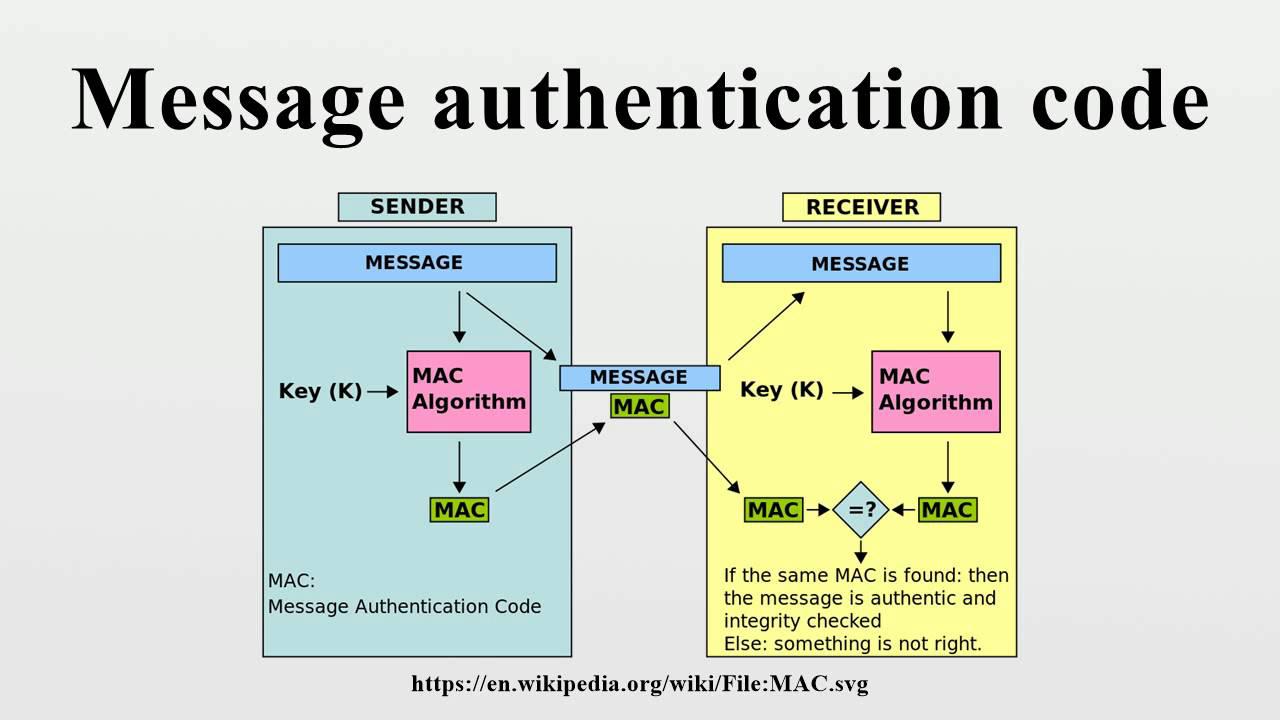 Message authentication code
SENDER
MESSAGE
Key (K)
MAC
Algorithm
MAC
MAC:
Message Authentication Code
MESSAGE
MAC
RECEIVER
MESSAGE
Key (K)
MAC
Algorithm
MAC
=?
MAC
If the same MAC is found: then
the message is authentic and
integrity checked
Else: something is not right.
https://en.wikipedia.org/wiki/File:MAC.svg